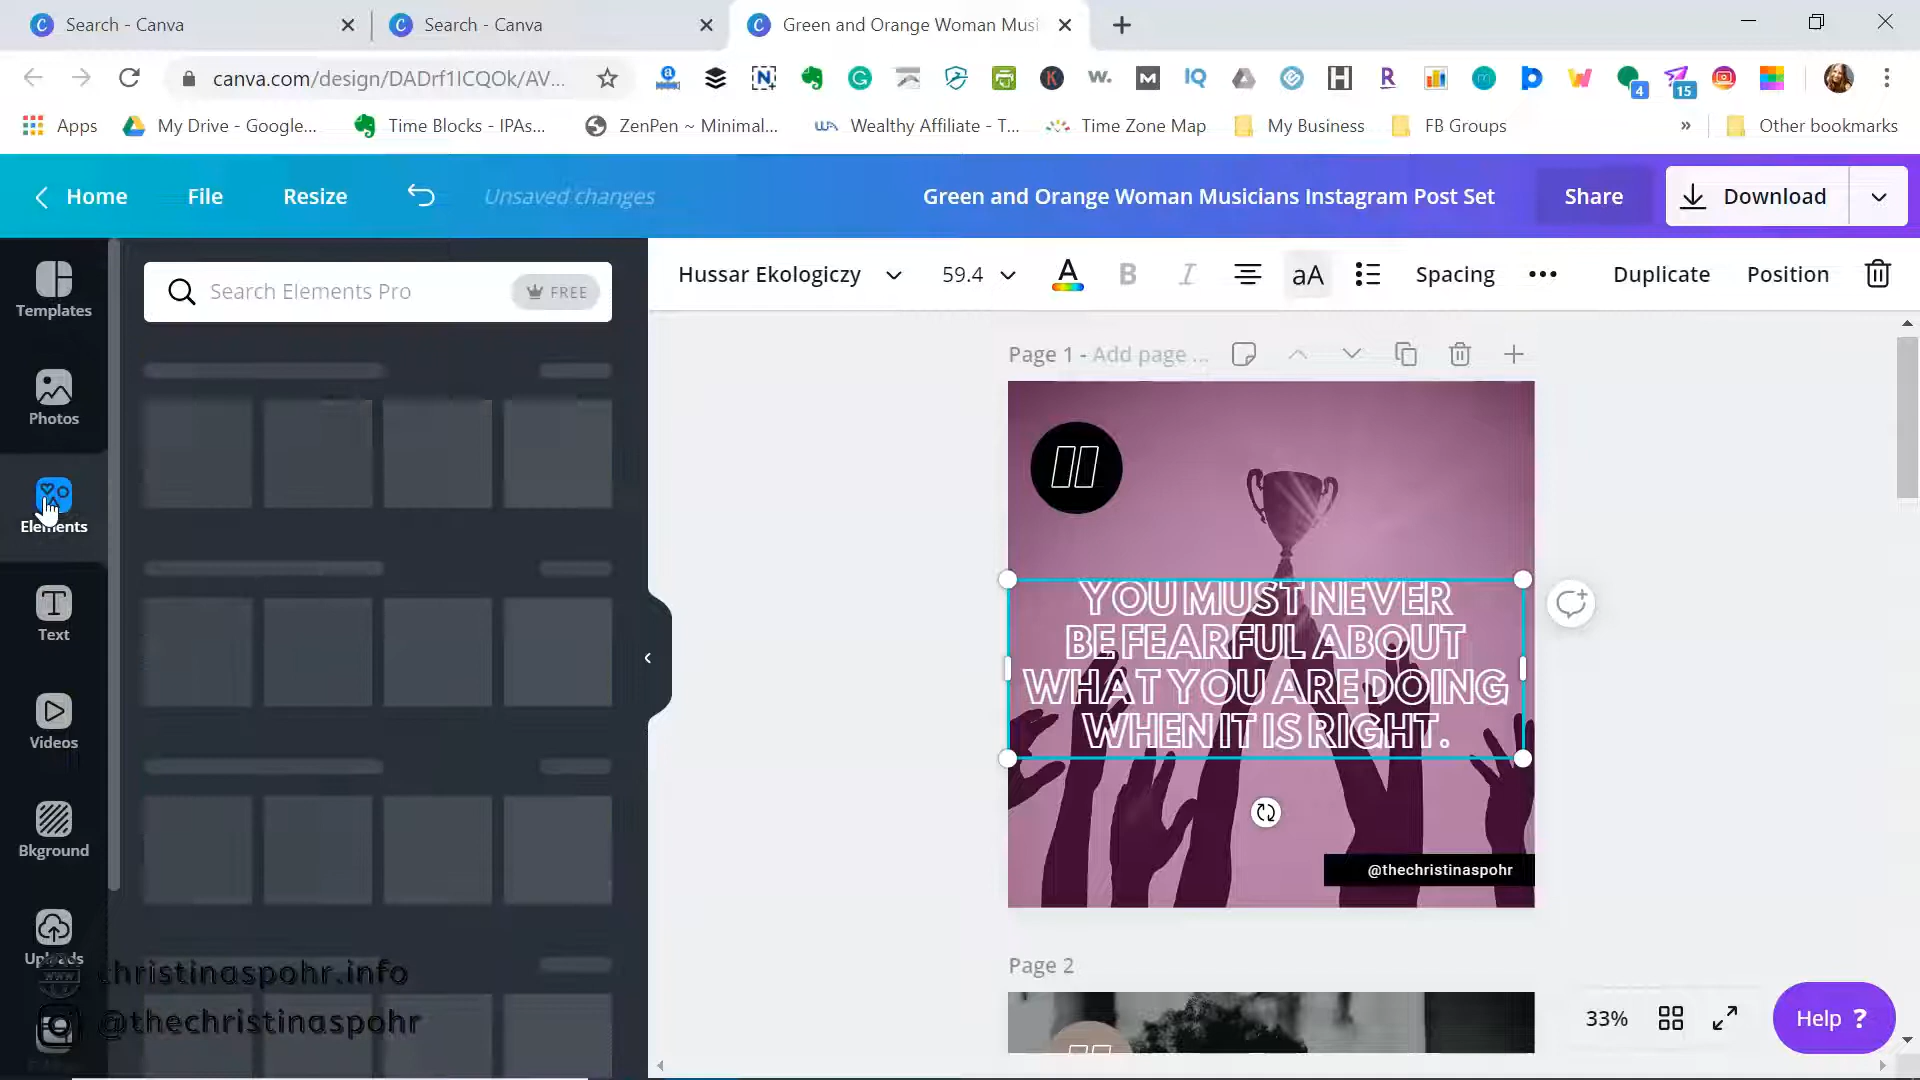 Search - Canva
Search - Canva
Green and Orange Woman Musi
canva.com/design/DADrf1ICQOk/AV...
4
15
Apps
My Drive - Google...
Time Blocks - IPAs...
ZenPen ~ Minimal...
Wealthy Affiliate - T...
Time Zone Map
My Business
FB Groups
»
Other bookmarks
Home
File
Resize
Unsaved changes
Green and Orange Woman Musicians Instagram Post Set
Share
Download
Templates
Photos
Elements
Text
Videos
Bkground
Uploads
Search Elements Pro
FREE
Hussar Ekologiczy
59.4
A
B
I
aA
Spacing
Duplicate
Position
Page 1 - Add page ...
YOU MUST NEVER
BE FEARFUL ABOUT
WHAT YOU ARE DOING
WHEN IT IS RIGHT.
@thechristinaspohr
Page 2
christinaspohr.info
@thechristinaspohr
33%
Help ?